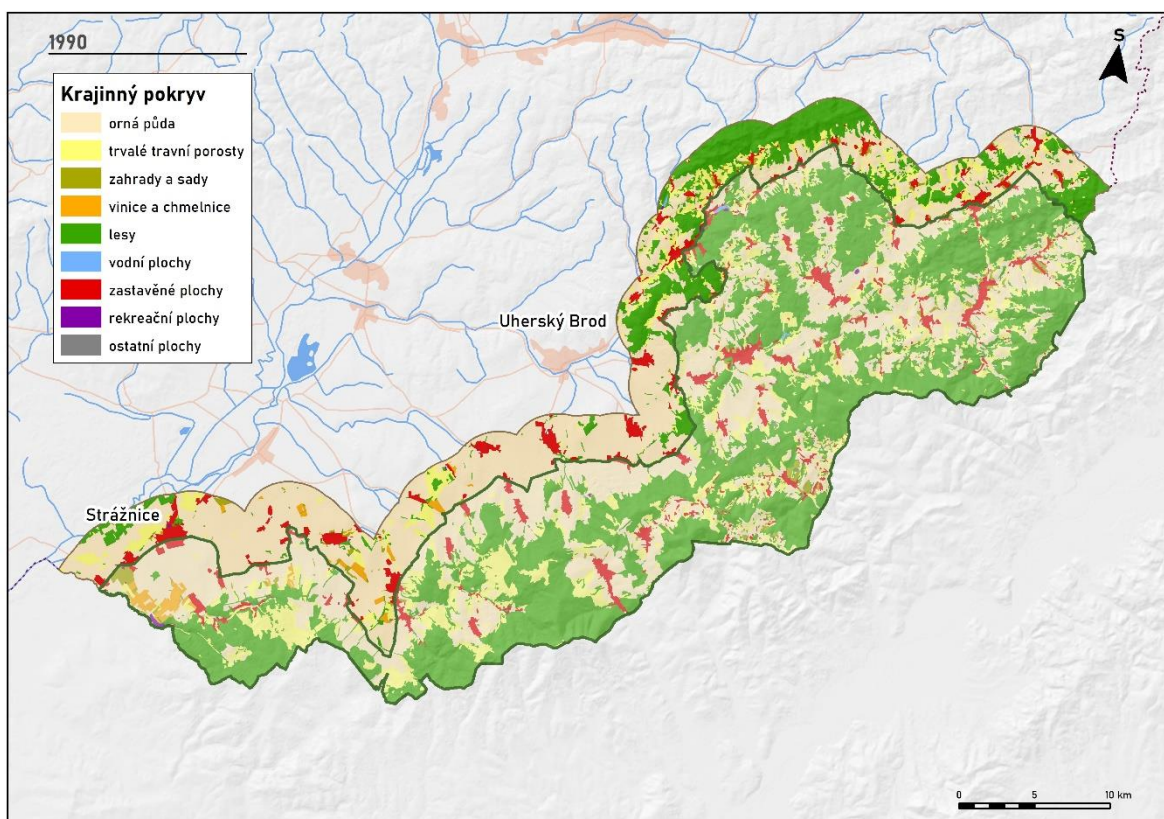 1990
S
Krajinný pokryv
orná půda
trvalé travní porosty
zahrady a sady
vinice a chmelnice
lesy
vodní plochy
zastavěné plochy
rekreační plochy
ostatní plochy
Uherský Brod
Strážnice
0 5 10 km